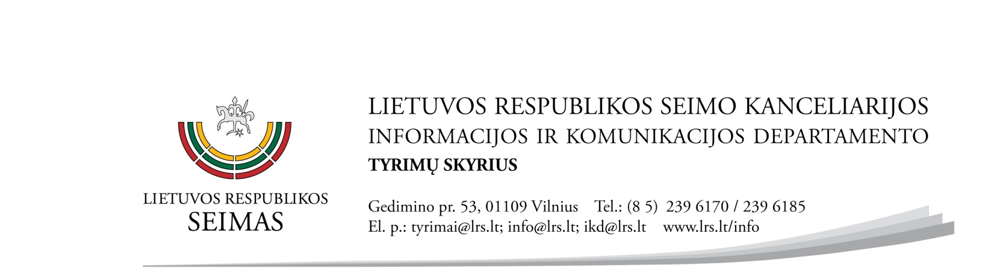 LIETUVOS RESPUBLIKOS
SEIMAS
LIETUVOS RESPUBLIKOS SEIMO KANCELIARIJOS
INFORMACIJOS IR KOMUNIKACIJOS DEPARTAMENTO
TYRIMŲ SKYRIUS
Gedimino pr. 53, 01109 Vilnius Tel.: (8 5) 239 6170 / 239 6185
El. p.: tyrimai@lrs.lt; info@lrs.lt; ikd@lrs.lt www.lrs.lt/info